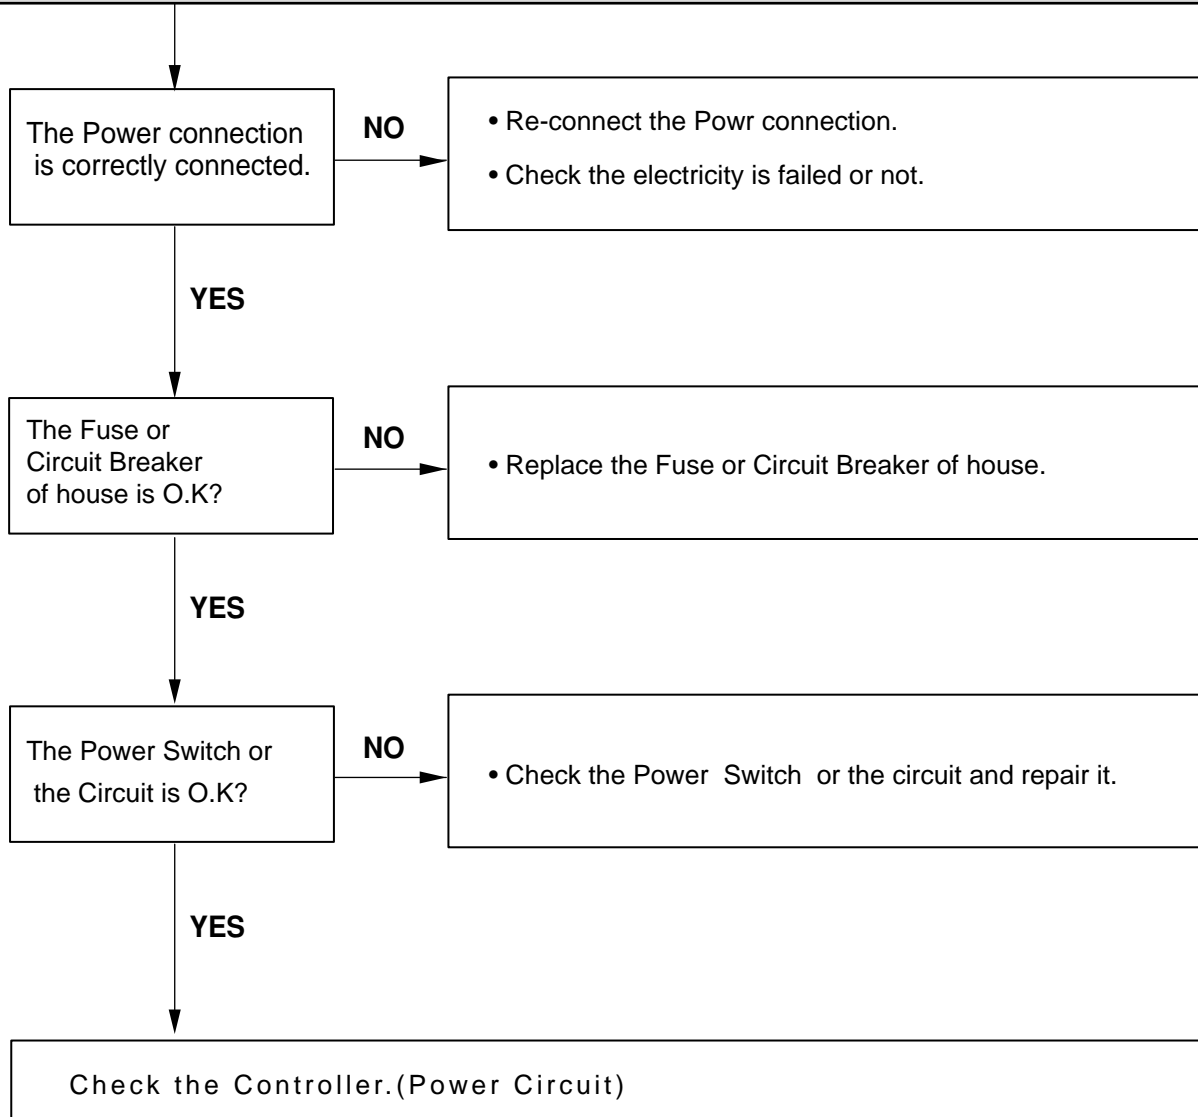 The Power connection
is correctly connected.
NO
• Re-connect the Powr connection.
• Check the electricity is failed or not.
YES
The Fuse or
Circuit Breaker
of house is O.K?
NO
• Replace the Fuse or Circuit Breaker of house.
YES
The Power Switch or
the Circuit is O.K?
NO
• Check the Power Switch or the circuit and repair it.
YES
Check the Controller.(Power Circuit)